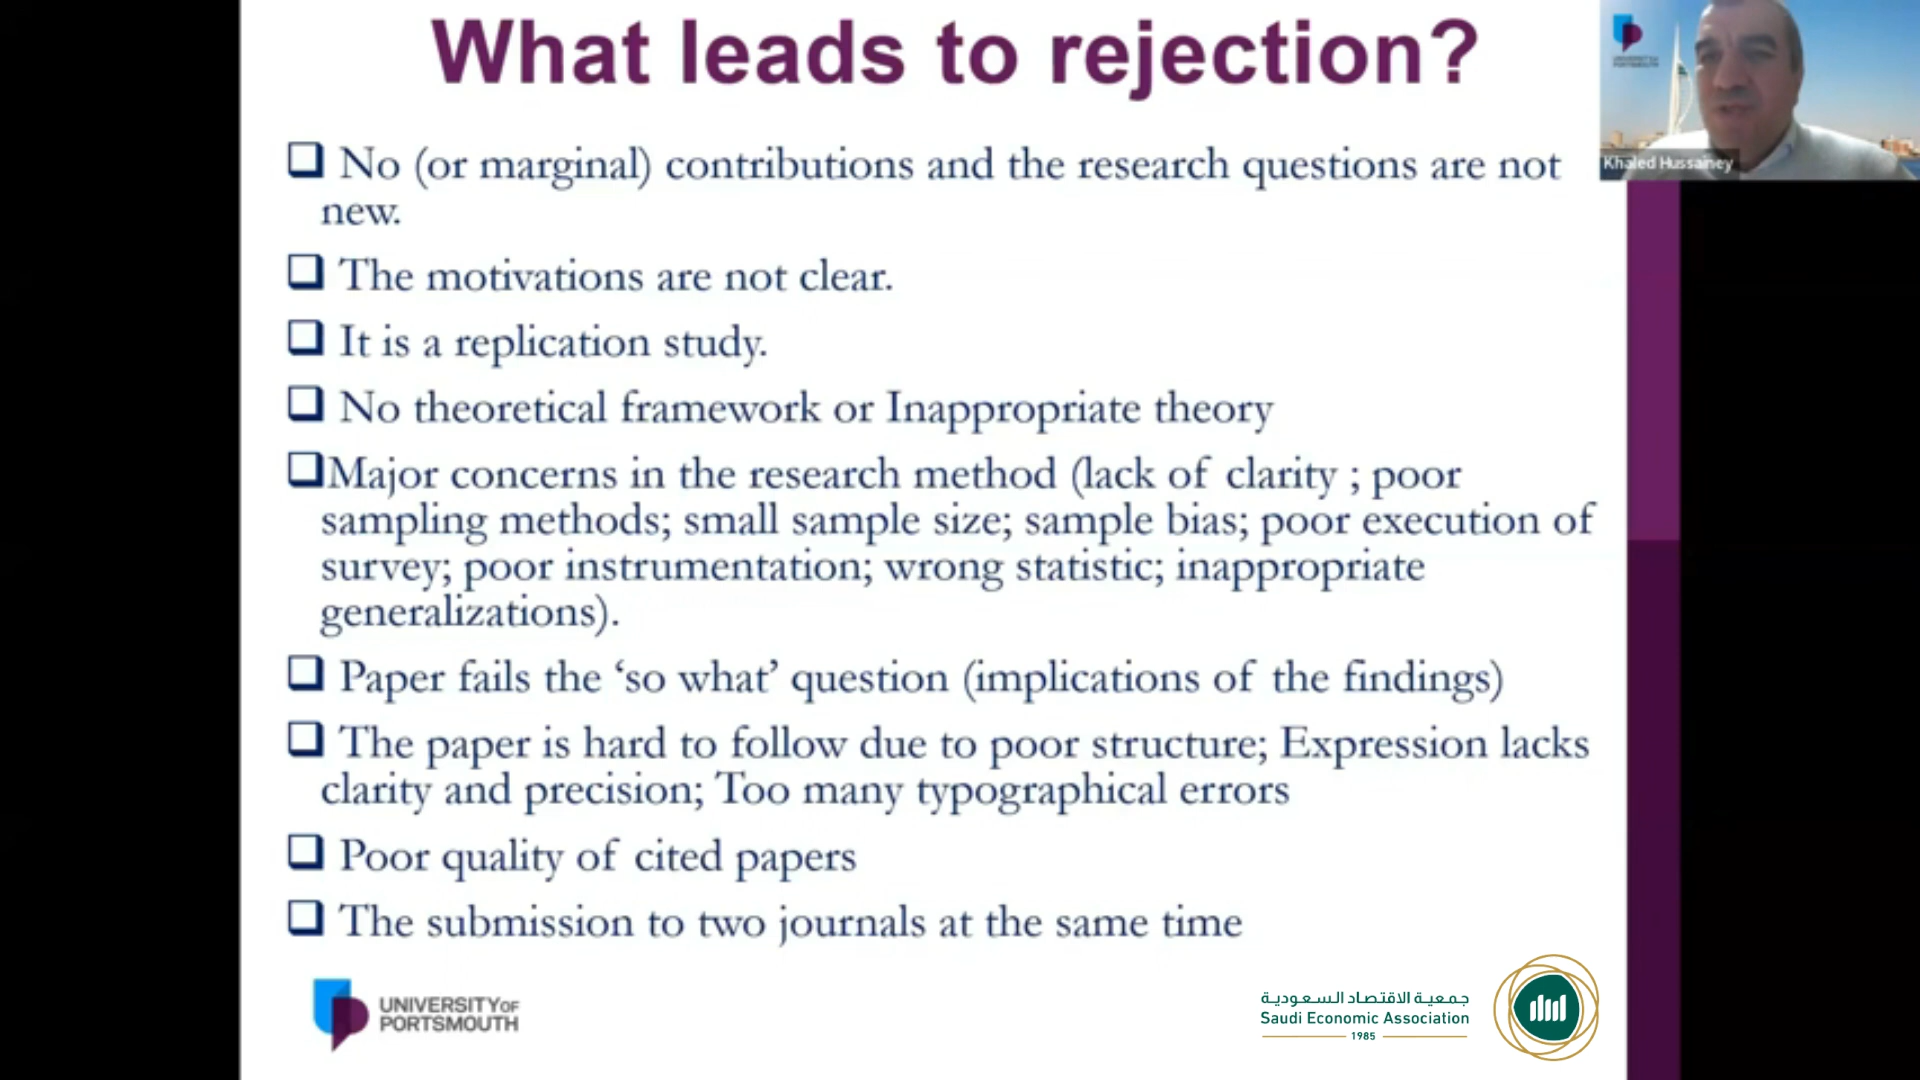 What leads to rejection?
No (or marginal) contributions and the research questions are not
new.
The motivations are not clear.
It is a replication study.
No theoretical framework or Inappropriate theory
Major concerns in the research method (lack of clarity ; poor
sampling methods; small sample size; sample bias; poor execution of
survey; poor instrumentation; wrong statistic; inappropriate
generalizations).
Paper fails the ‘so what’ question (implications of the findings)
The paper is hard to follow due to poor structure; Expression lacks
clarity and precision; Too many typographical errors
Poor quality of cited papers
The submission to two journals at the same time
UNIVERSITY OF
PORTSMOUTH
جمعية الاقتصاد السعودية
Saudi Economic Association
1985
UNIVERSITY OF
PORTSMOUTH
Khaled Hussainey